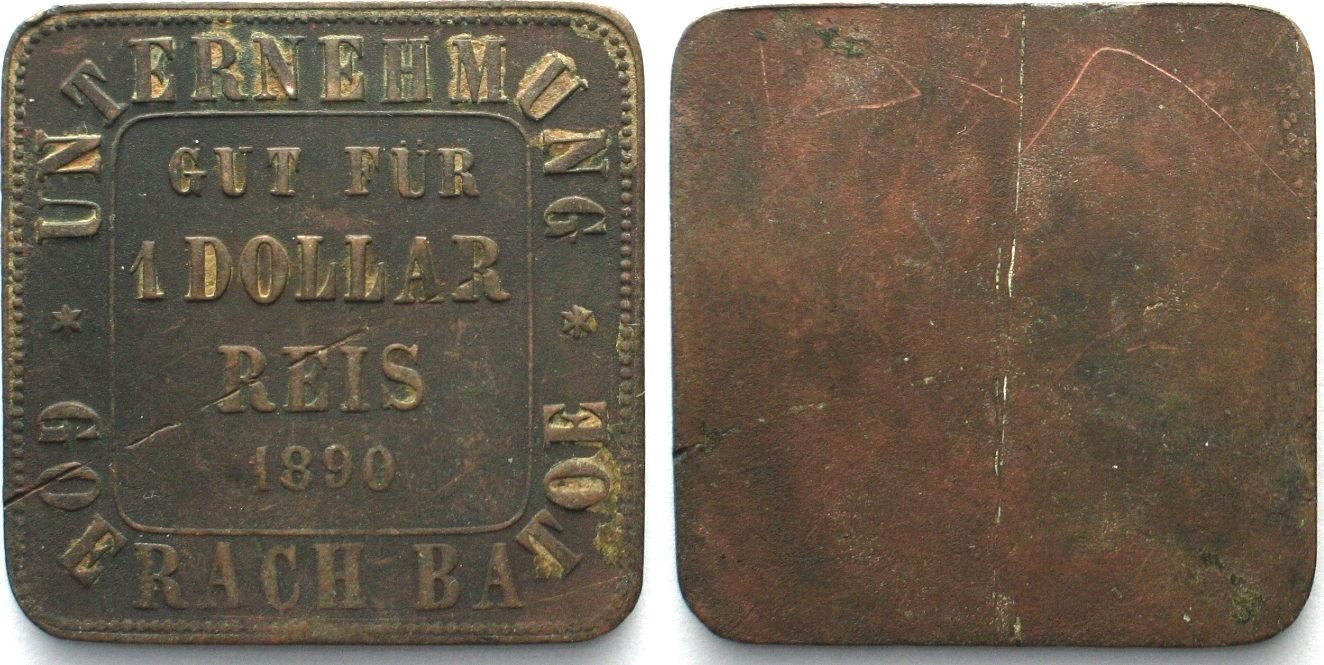 UNTERNEHMUNG
GUT FÜR
1 DOLLAR
REIS
1890
GOERACH BATOE